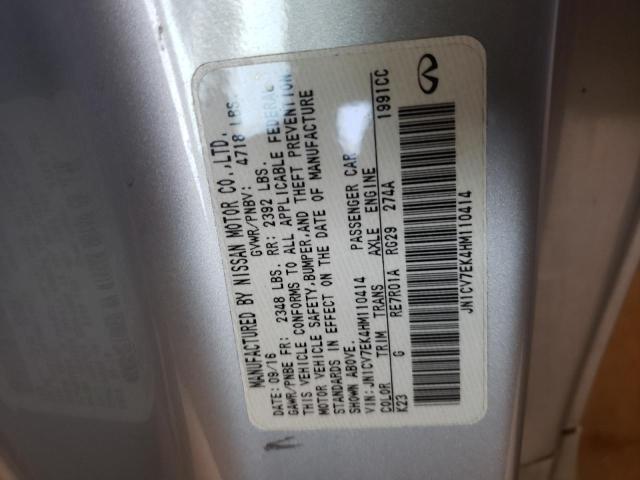 MANUFACTURED BY NISSAN MOTOR CO.,LTD.
DATE: 09/16 GVWR/PNBV: 4718 LBS.
GAWR/PNBE FR: 2348 LBS. RR: 2392 LBS.
THIS VEHICLE CONFORMS TO ALL APPLICABLE FEDERAL
MOTOR VEHICLE SAFETY,BUMPER,AND THEFT PREVENTION
STANDARDS IN EFFECT ON THE DATE OF MANUFACTURE
SHOWN ABOVE.
VIN: JN1CV7EK4HM110414 PASSENGER CAR
COLOR TRIM TRANS AXLE ENGINE
K23 G RE7R01A RG29 274A 1991CC
JN1CV7EK4HM110414